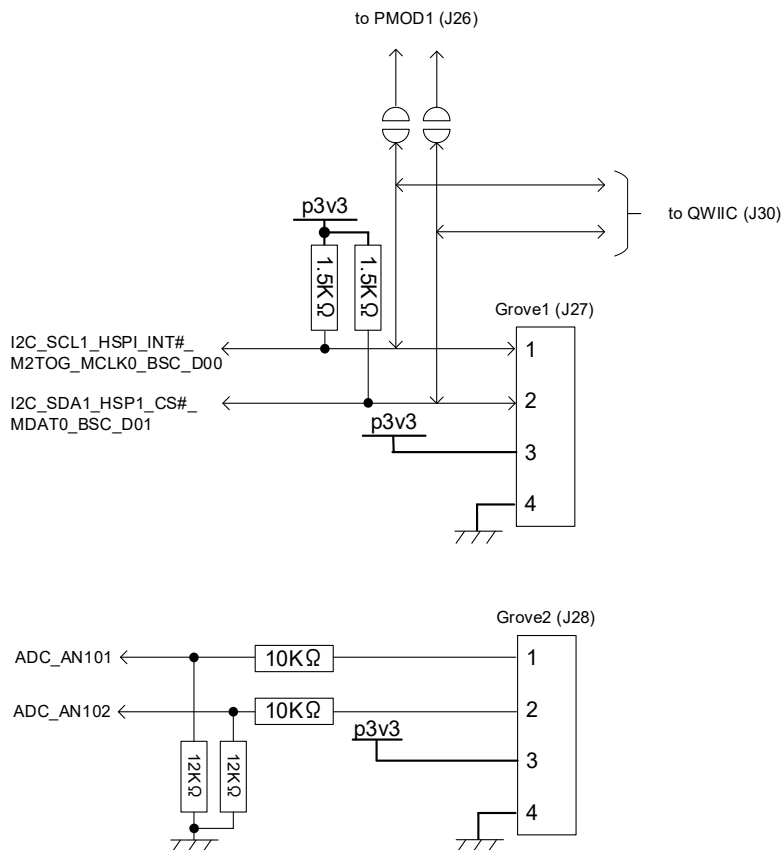 to PMOD1 (J26)
to QWIIC (J30)
p3v3
1.5KΩ
1.5KΩ
Grove1 (J27)
I2C_SCL1_HSPI_INT#_
M2TOG_MCLK0_BSC_D00
1
I2C_SDA1_HSP1_CS#_
MDAT0_BSC_D01
2
p3v3
3
4
Grove2 (J28)
ADC_AN101
10KΩ
1
ADC_AN102
10KΩ
2
p3v3
3
12KΩ
12KΩ
4